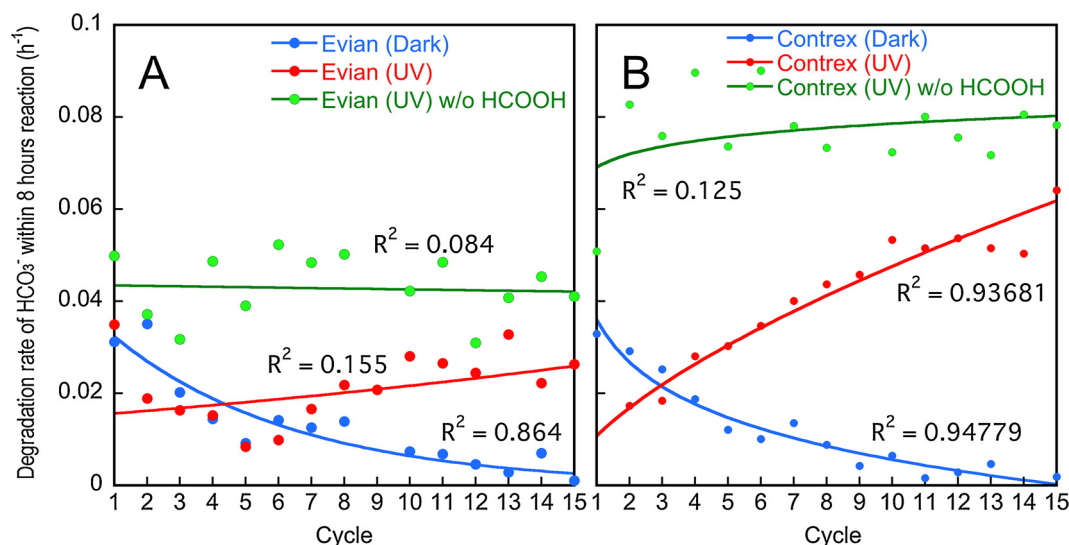 Degradation rate of HCO₃⁻ within 8 hours reaction (h⁻¹)
0.1
0.08
0.06
0.04
0.02
0
A
Evian (Dark)
Evian (UV)
Evian (UV) w/o HCOOH
R² = 0.084
R² = 0.155
R² = 0.864
1 2 3 4 5 6 7 8 9 10 11 12 13 14 15
Cycle
B
Contrex (Dark)
Contrex (UV)
Contrex (UV) w/o HCOOH
R² = 0.125
R² = 0.93681
R² = 0.94779
1 2 3 4 5 6 7 8 9 10 11 12 13 14 15
Cycle